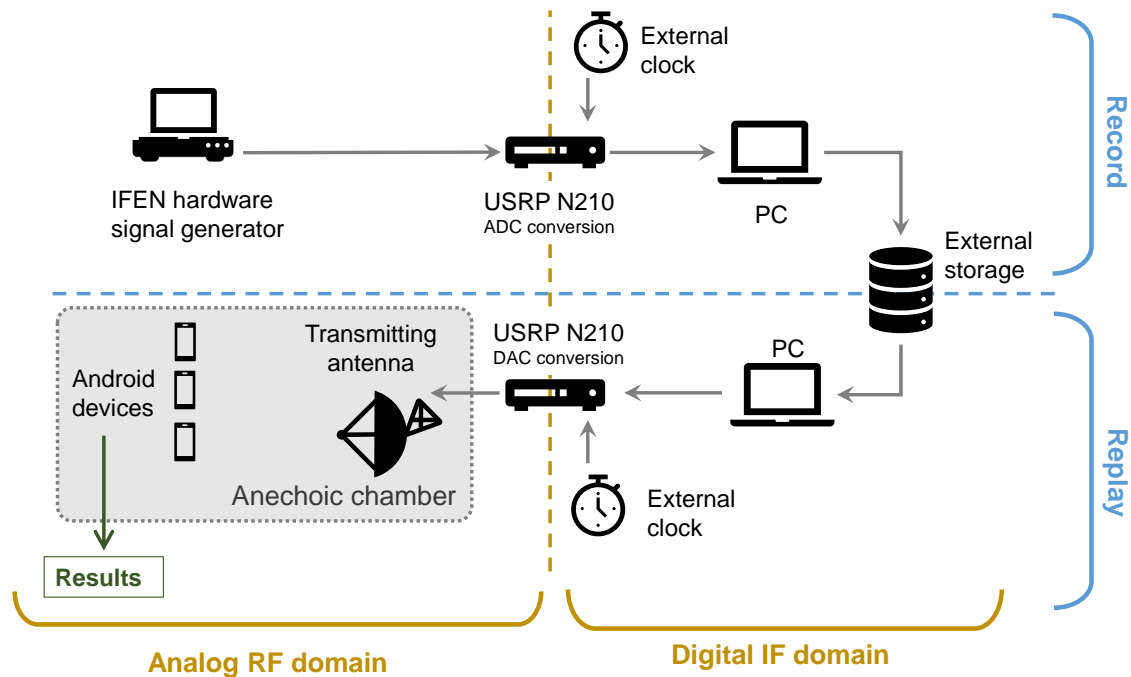 External
clock
Record
IFEN hardware
signal generator
USRP N210
ADC conversion
PC
External
storage
Transmitting
antenna
USRP N210
DAC conversion
PC
Android
devices
Anechoic chamber
External
clock
Replay
Results
Analog RF domain
Digital IF domain